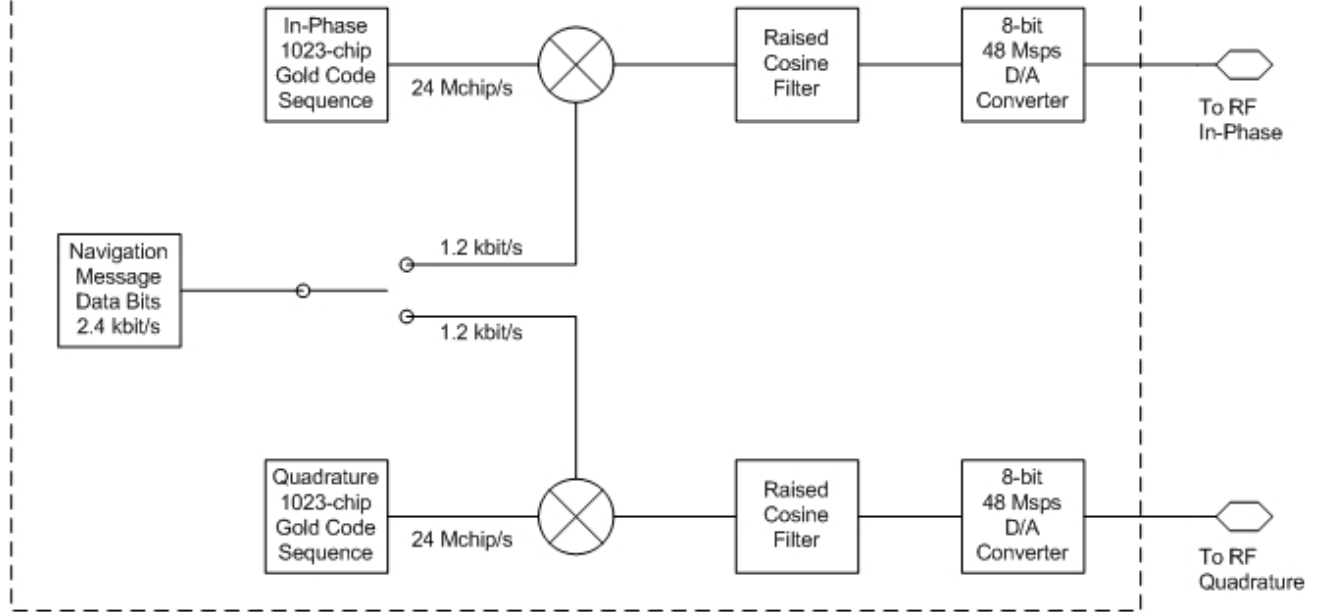 In-Phase
1023-chip
Gold Code
Sequence
24 Mchip/s
Raised
Cosine
Filter
8-bit
48 Msps
D/A
Converter
To RF
In-Phase
Navigation
Message
Data Bits
2.4 kbit/s
1.2 kbit/s
1.2 kbit/s
Quadrature
1023-chip
Gold Code
Sequence
24 Mchip/s
Raised
Cosine
Filter
8-bit
48 Msps
D/A
Converter
To RF
Quadrature